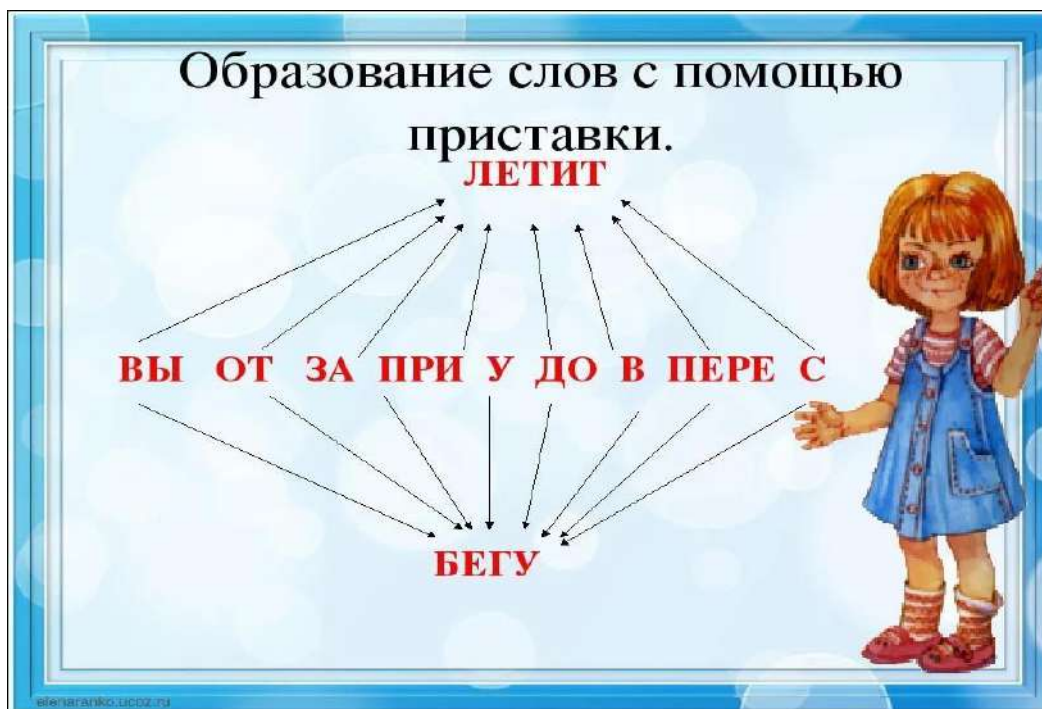 Образование слов с помощью
приставки.
ЛЕТИТ
ВЫ ОТ ЗА ПРИ У ДО В ПЕРЕ С
БЕГУ
elenaranko.ucoz.ru